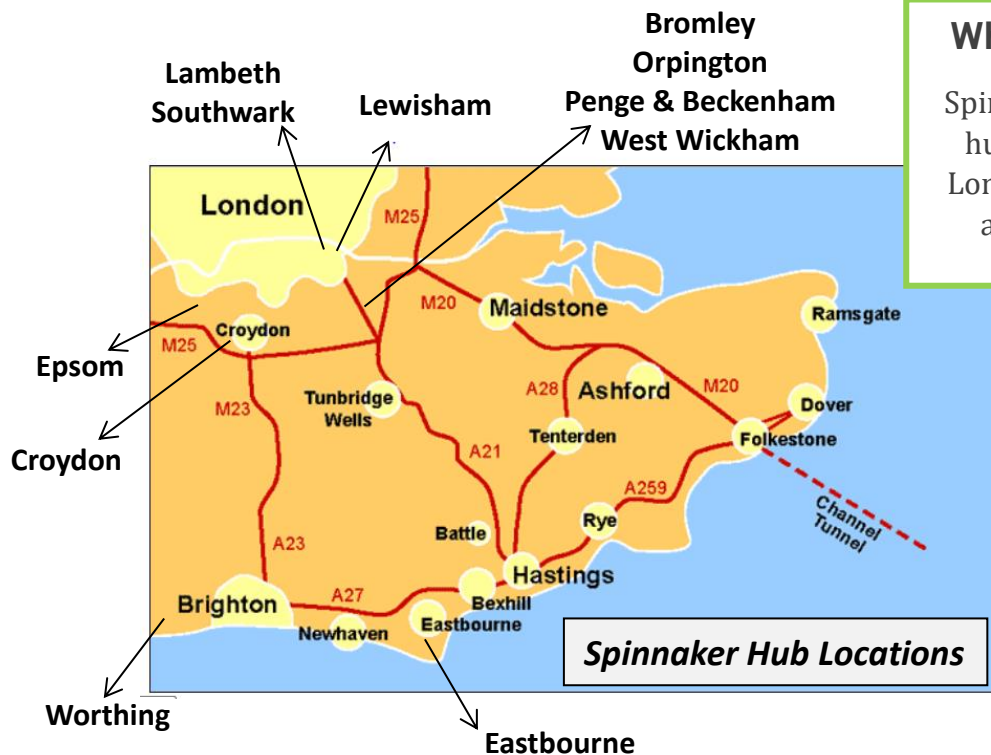 Bromley
Orpington
Penge & Beckenham
West Wickham
Lambeth
Southwark
Lewisham
London
M25
M20
Maidstone
Ramsgate
Croydon
M25
Epsom
M23
Tunbridge
Wells
A28
Ashford
M20
Dover
Croydon
A21
Tenterden
Folkestone
A259
Channel
Tunnel
Battle
Rye
A23
Hastings
Brighton
A27
Bexhill
Newhaven
Eastbourne
Spinnaker Hub Locations
Worthing
Eastbourne